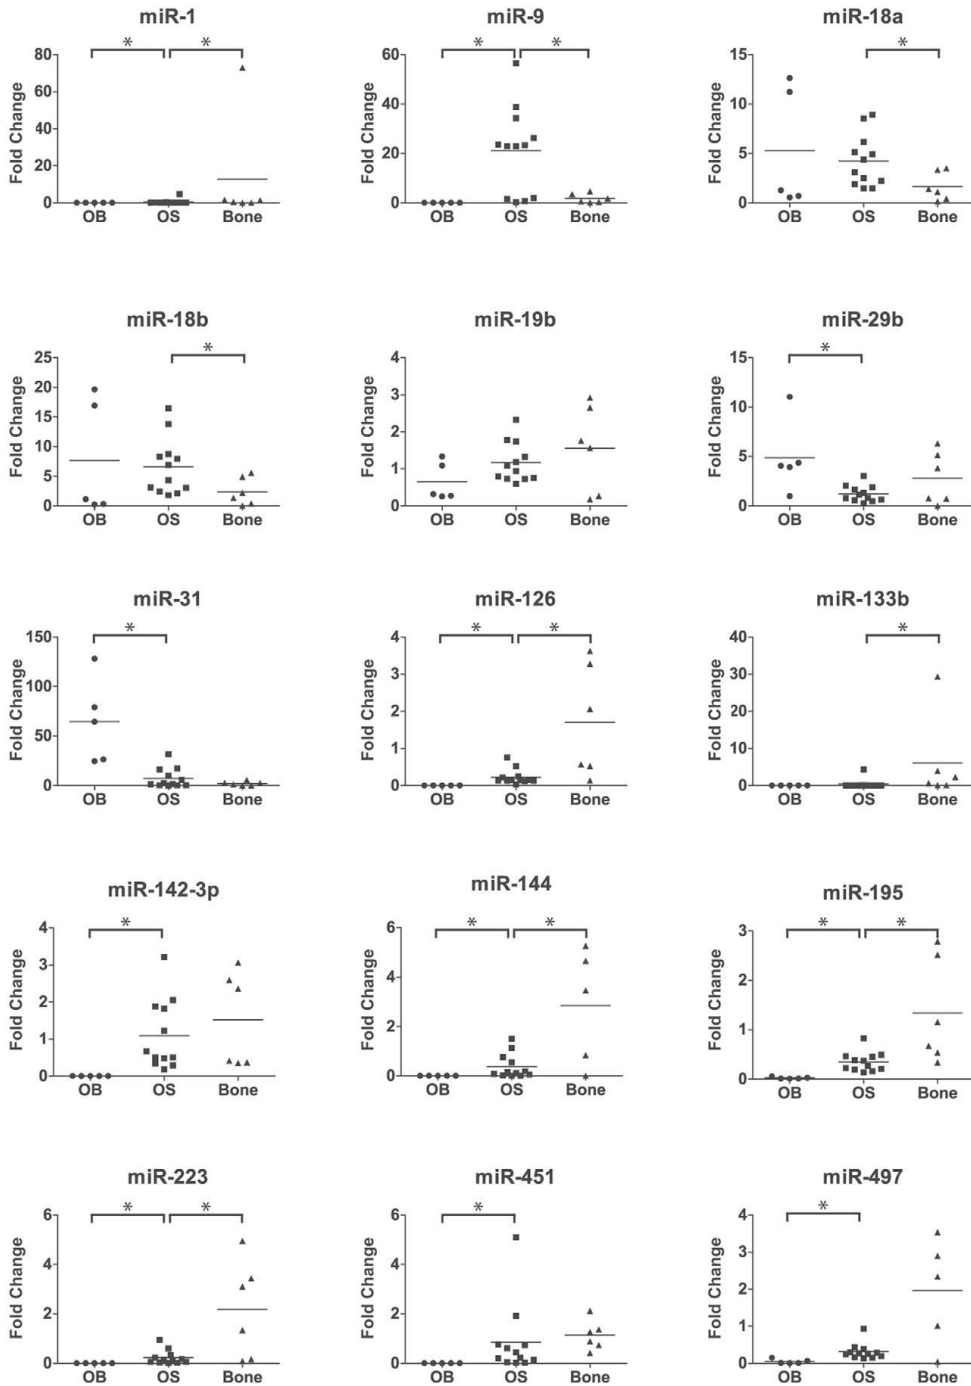 miR-1
miR-9
miR-18a
* *
* *
*
Fold Change
80
60
40
20
0
OB OS Bone
Fold Change
60
40
20
0
OB OS Bone
Fold Change
15
10
5
0
OB OS Bone
miR-18b
miR-19b
miR-29b
*
*
Fold Change
25
20
15
10
5
0
OB OS Bone
Fold Change
4
3
2
1
0
OB OS Bone
Fold Change
15
10
5
0
OB OS Bone
miR-31
miR-126
miR-133b
*
* *
*
Fold Change
150
100
50
0
OB OS Bone
Fold Change
4
3
2
1
0
OB OS Bone
Fold Change
40
30
20
10
0
OB OS Bone
miR-142-3p
miR-144
miR-195
*
* *
* *
Fold Change
4
3
2
1
0
OB OS Bone
Fold Change
6
4
2
0
OB OS Bone
Fold Change
3
2
1
0
OB OS Bone
miR-223
miR-451
miR-497
* *
*
*
Fold Change
6
4
2
0
OB OS Bone
Fold Change
6
4
2
0
OB OS Bone
Fold Change
4
3
2
1
0
OB OS Bone